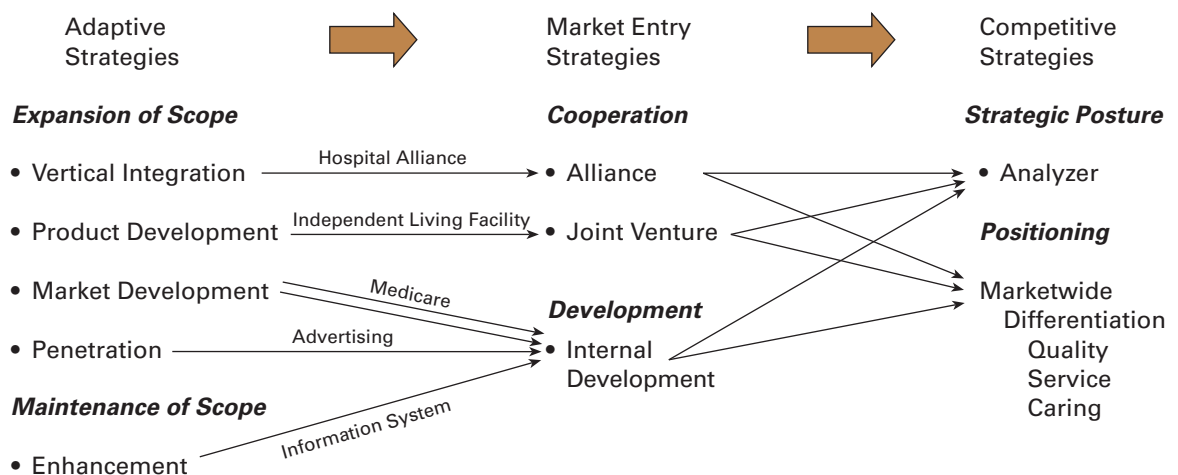 Adaptive
Strategies
Market Entry
Strategies
Competitive
Strategies
Expansion of Scope
Cooperation
Strategic Posture
• Vertical Integration
Hospital Alliance
• Alliance
• Analyzer
• Product Development
Independent Living Facility
• Joint Venture
Positioning
• Market Development
Medicare
Development
Marketwide
Differentiation
Quality
Service
Caring
• Penetration
Advertising
• Internal
Development
Maintenance of Scope
Information System
• Enhancement